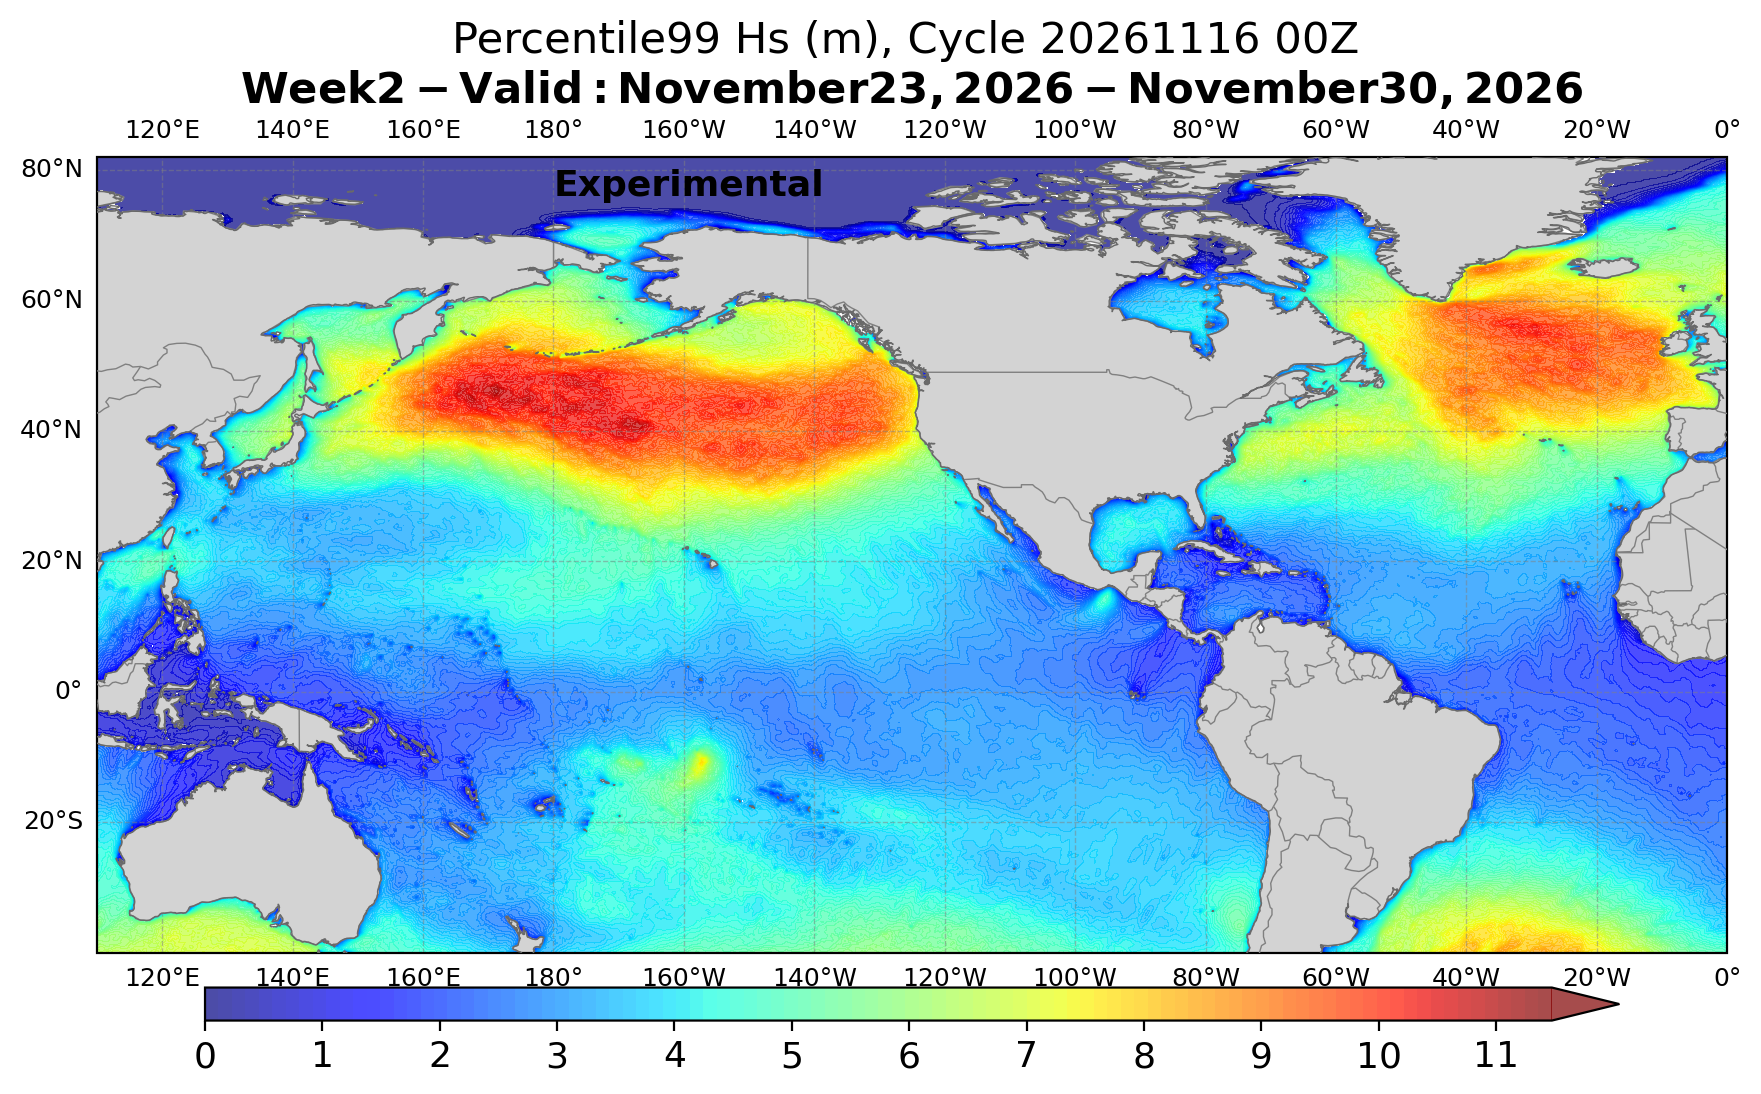 Percentile99 Hs (m), Cycle 20261116 00Z
Week2 – Valid : November23, 2026 – November30, 2026
120°E 140°E 160°E 180° 160°W 140°W 120°W 100°W 80°W 60°W 40°W 20°W 0°
80°N
Experimental
60°N
40°N
20°N
0°
20°S
120°E 140°E 160°E 180° 160°W 140°W 120°W 100°W 80°W 60°W 40°W 20°W 0°
0 1 2 3 4 5 6 7 8 9 10 11